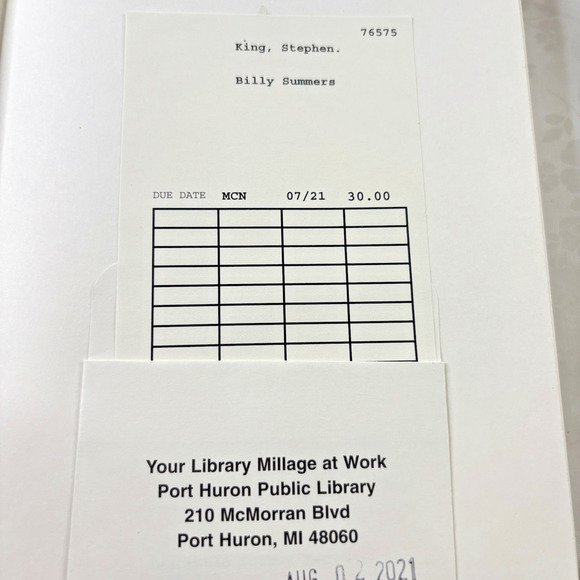 76575
King, Stephen.
Billy Summers
DUE DATE MCN 07/21 30.00
Your Library Millage at Work
Port Huron Public Library
210 McMorran Blvd
Port Huron, MI 48060
AUG 02 2021